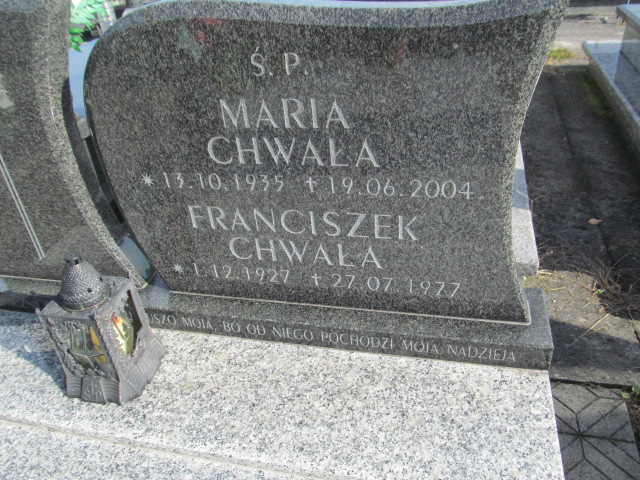 Ś. P.
MARIA
CHWAŁA
* 13.10.1935 + 19.06.2004
FRANCISZEK
CHWAŁA
* 1.12.1927 + 27.07.1977
MOJA, BO OD NIEGO POCHODZI MOJA NADZIEJA